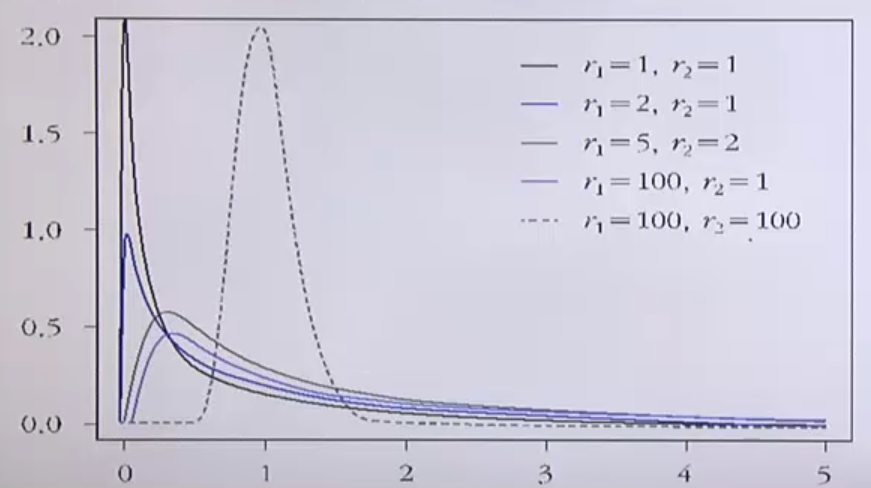 2.0
1.5
1.0
0.5
0.0
r₁=1, r₂=1
r₁=2, r₂=1
r₁=5, r₂=2
r₁=100, r₂=1
r₁=100, r₂=100
0 1 2 3 4 5